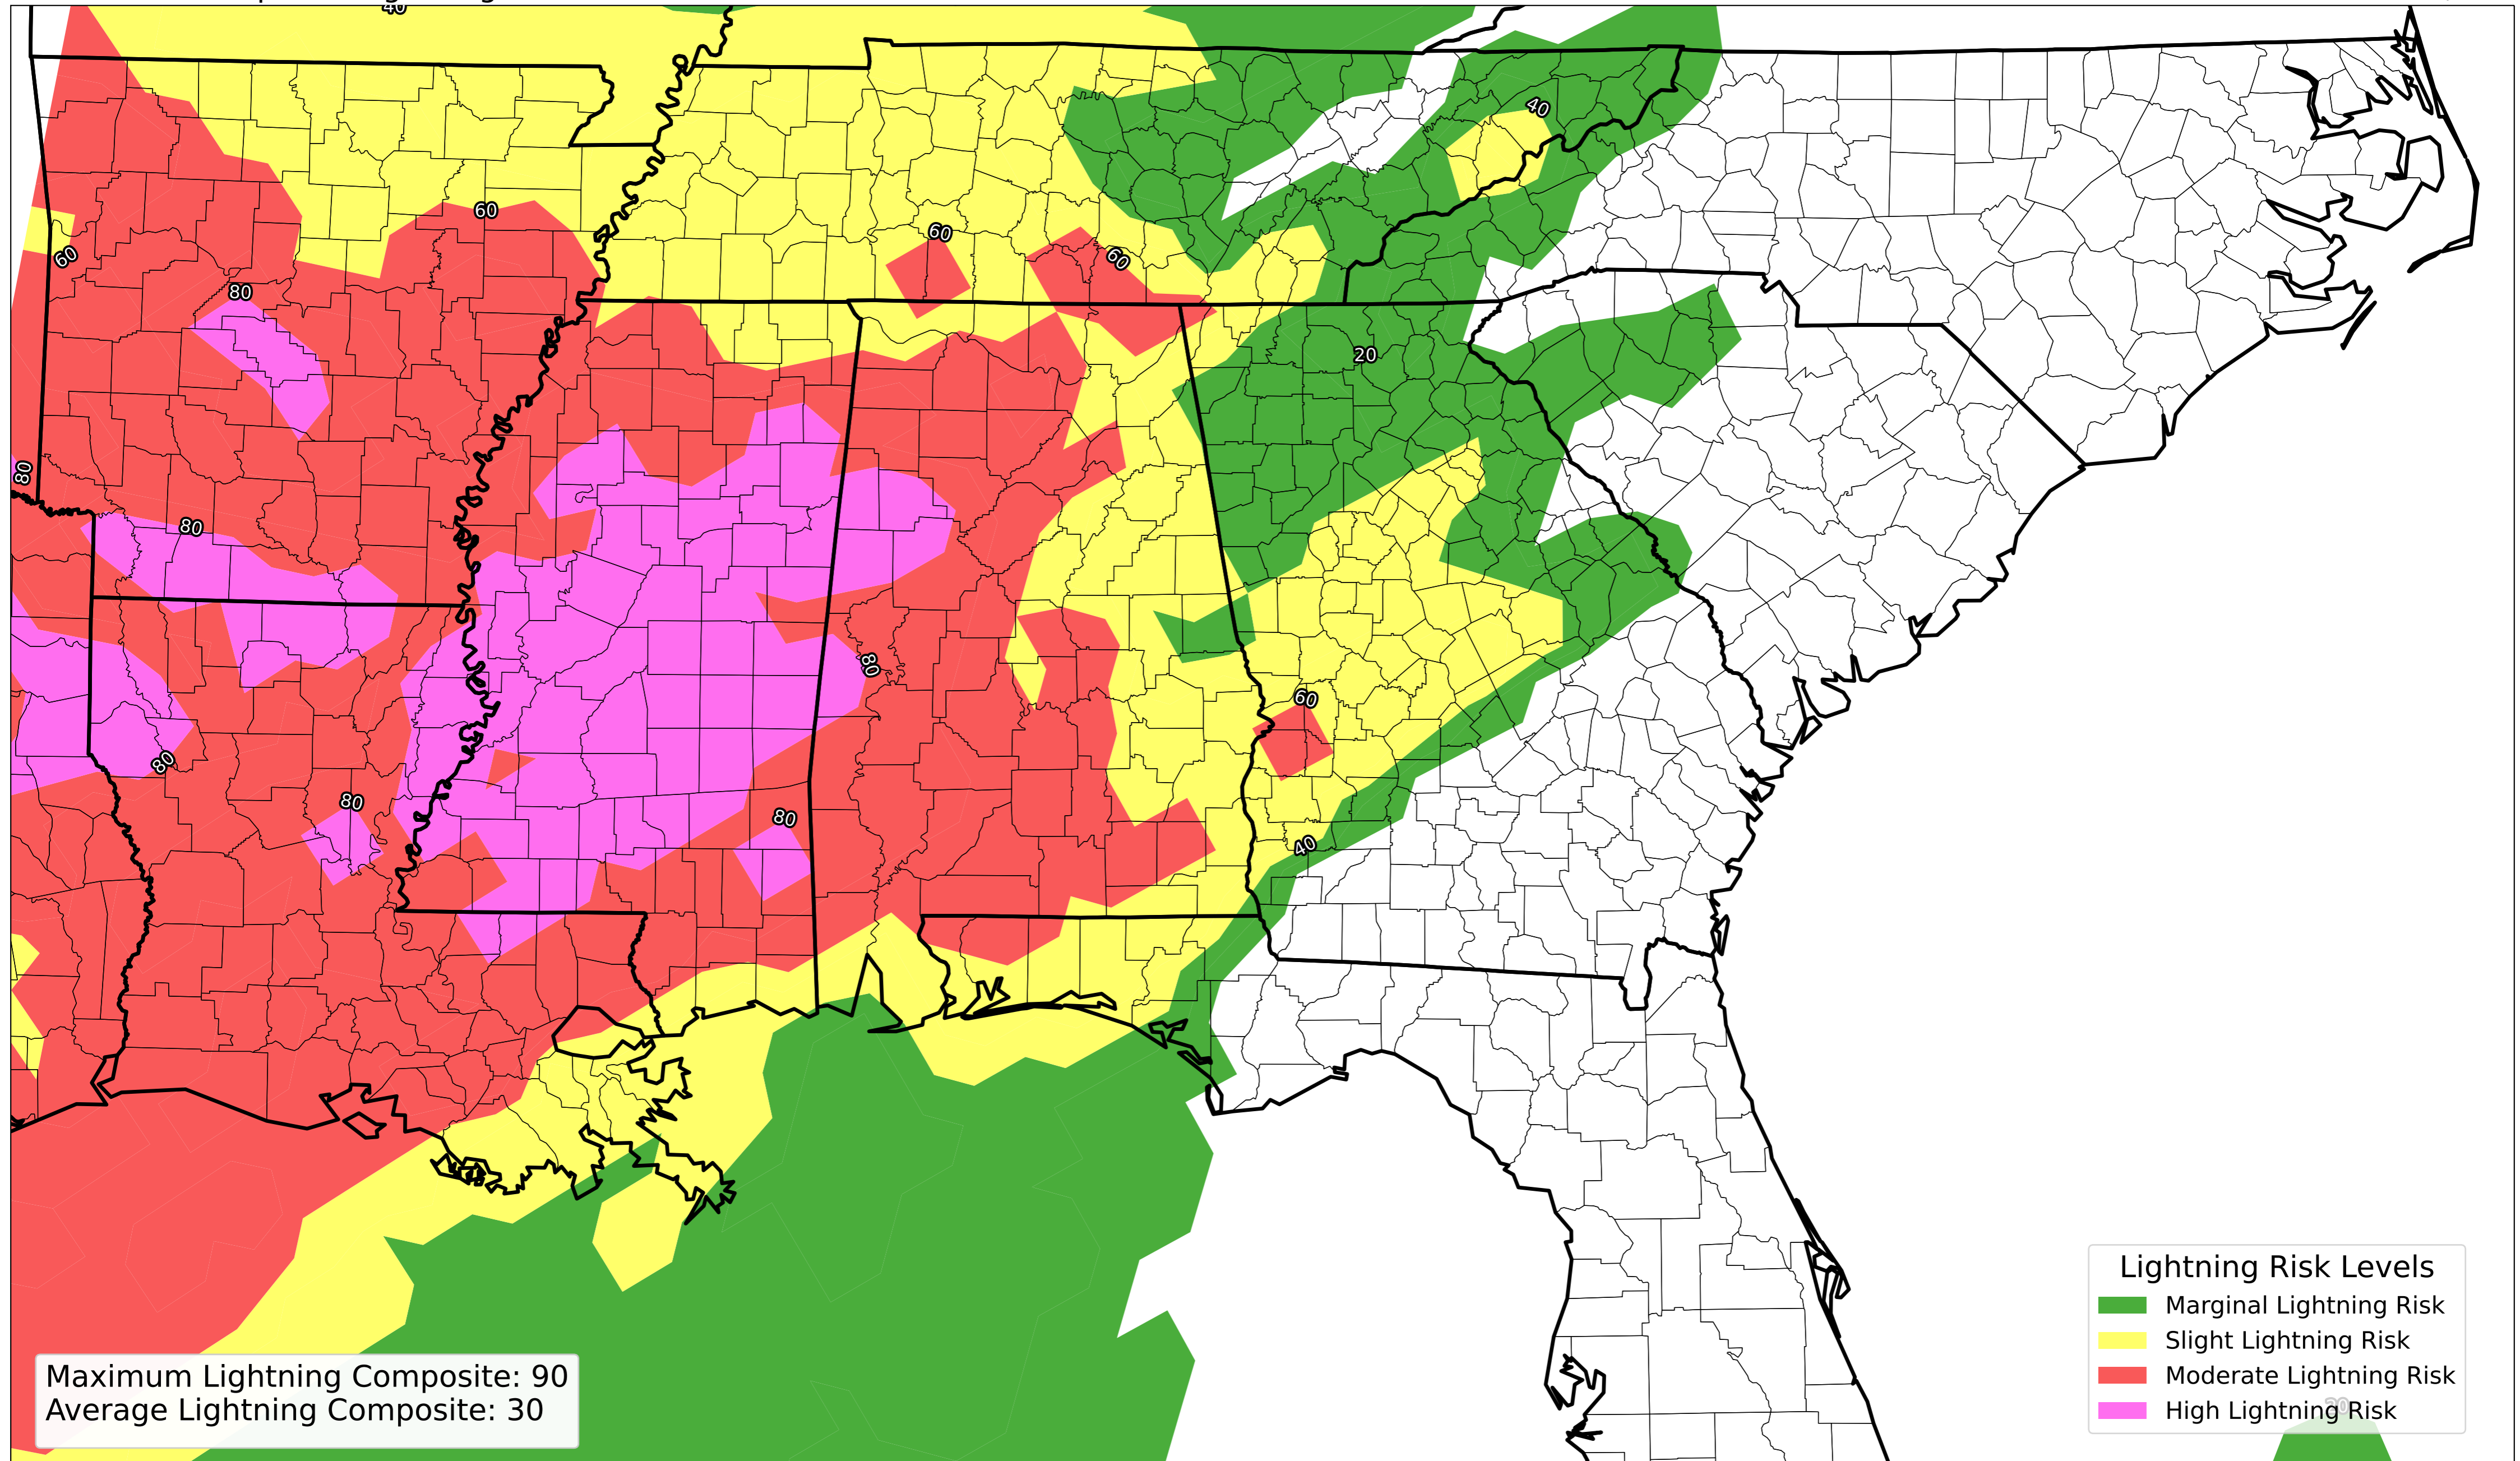 40
40
60
60
60
60
80
20
80
80
80
60
80
80
80
40
Lightning Risk Levels
Marginal Lightning Risk
Slight Lightning Risk
Moderate Lightning Risk
High Lightning Risk
20
Maximum Lightning Composite: 90
Average Lightning Composite: 30